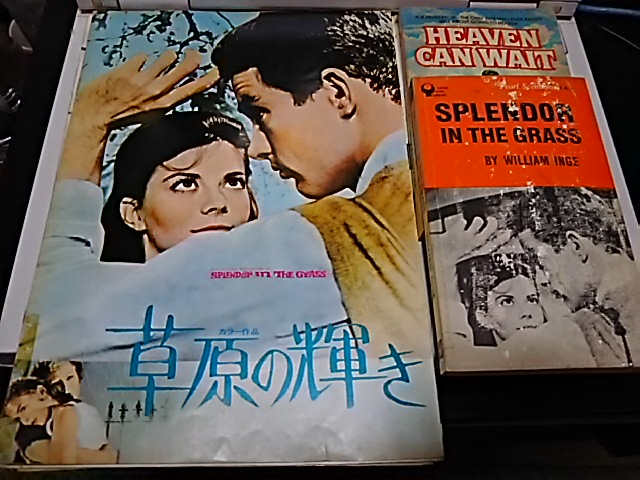 SPLENDOR IN THE GRASS
カラー作品
草原の輝き
HEAVEN
CAN WAIT
SPLENDOR
IN THE GRASS
BY WILLIAM INGE